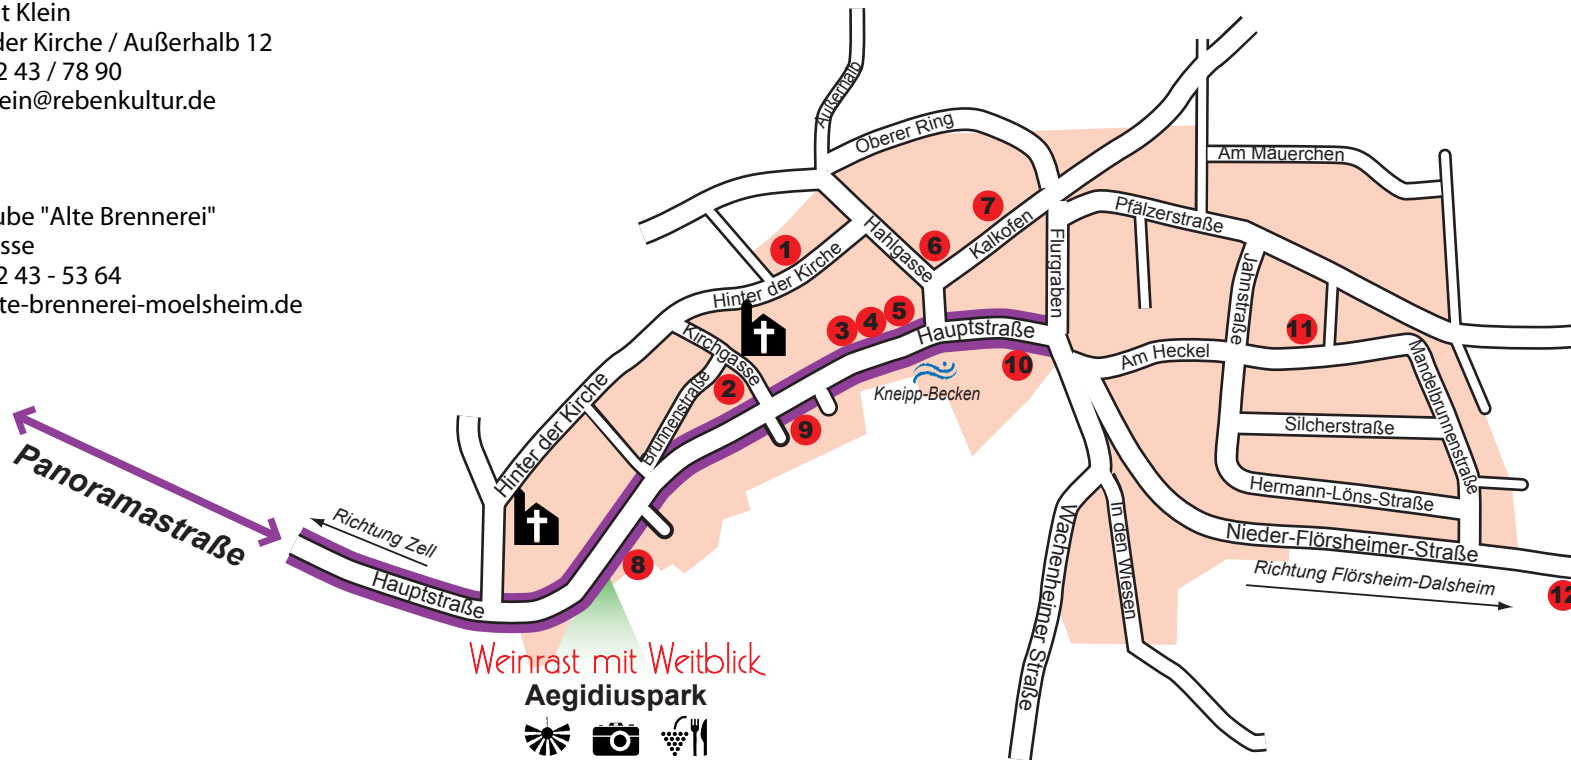 t Klein
der Kirche / Außerhalb 12
2 43 / 78 90
ein@rebenkultur.de
ube "Alte Brennerei"
sse
2 43 - 53 64
te-brennerei-moelsheim.de
Außerhalb
Oberer Ring
Am Mäuerchen
Pfälzerstraße
7
Kalkofen
6
Hahlgasse
1
Hinter der Kirche
Flurgraben
Jahnstraße
11
3
4
5
Hauptstraße
Kirchgasse
10
Am Heckel
Mandelbrunnenstraße
Kneipp-Becken
2
Brunnenstraße
9
Hinter der Kirche
Silcherstraße
Hermann-Löns-Straße
Panoramastraße
Richtung Zell
Hauptstraße
8
Wachenheimer Straße
In den Wiesen
Nieder-Flörsheimer-Straße
Richtung Flörsheim-Dalsheim
12
Weinrast mit Weitblick
Aegidiuspark